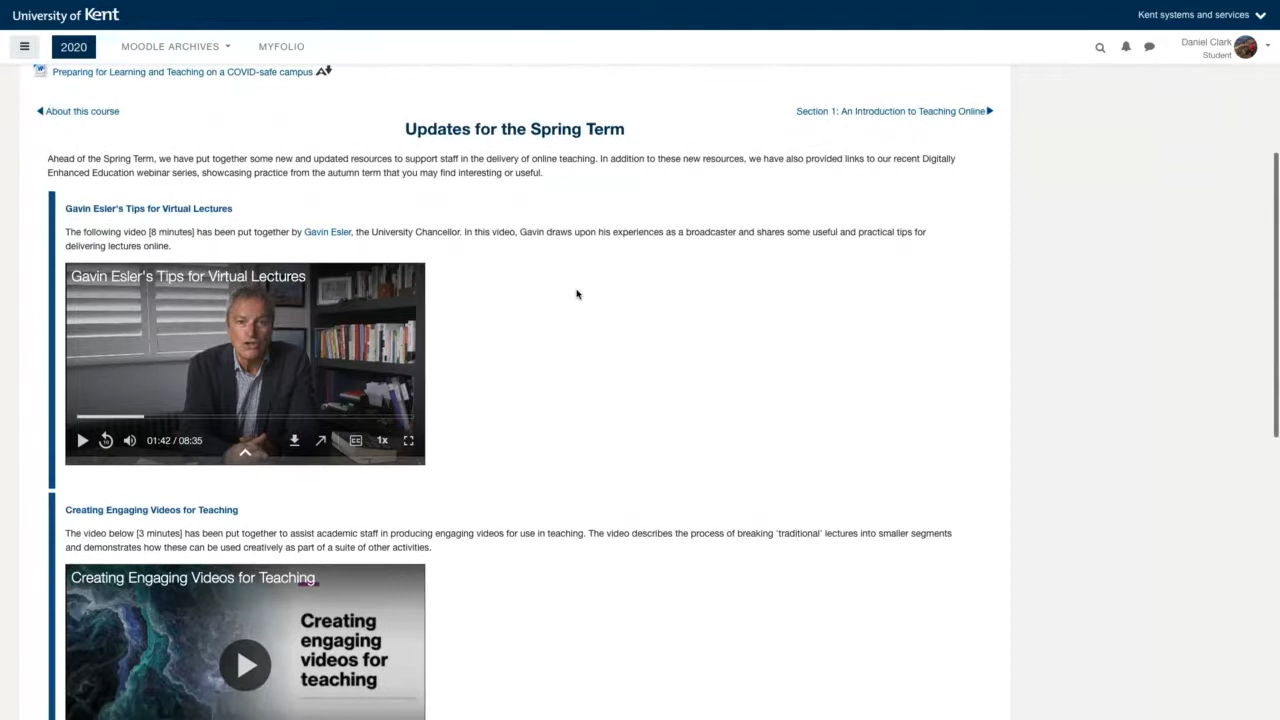 University of Kent
Kent systems and services
2020
MOODLE ARCHIVES
MYFOLIO
Daniel Clark
Student
Preparing for Learning and Teaching on a COVID-safe campus
About this course
Section 1: An Introduction to Teaching Online
Updates for the Spring Term
Ahead of the Spring Term, we have put together some new and updated resources to support staff in the delivery of online teaching. In addition to these new resources, we have also provided links to our recent Digitally
Enhanced Education webinar series, showcasing practice from the autumn term that you may find interesting or useful.
Gavin Esler's Tips for Virtual Lectures
The following video [8 minutes] has been put together by Gavin Esler, the University Chancellor. In this video, Gavin draws upon his experiences as a broadcaster and shares some useful and practical tips for
delivering lectures online.
Gavin Esler's Tips for Virtual Lectures
10
01:42 / 08:35
CC
1x
Creating Engaging Videos for Teaching
The video below [3 minutes] has been put together to assist academic staff in producing engaging videos for use in teaching. The video describes the process of breaking 'traditional' lectures into smaller segments
and demonstrates how these can be used creatively as part of a suite of other activities.
Creating Engaging Videos for Teaching
Creating
engaging
videos for
teaching